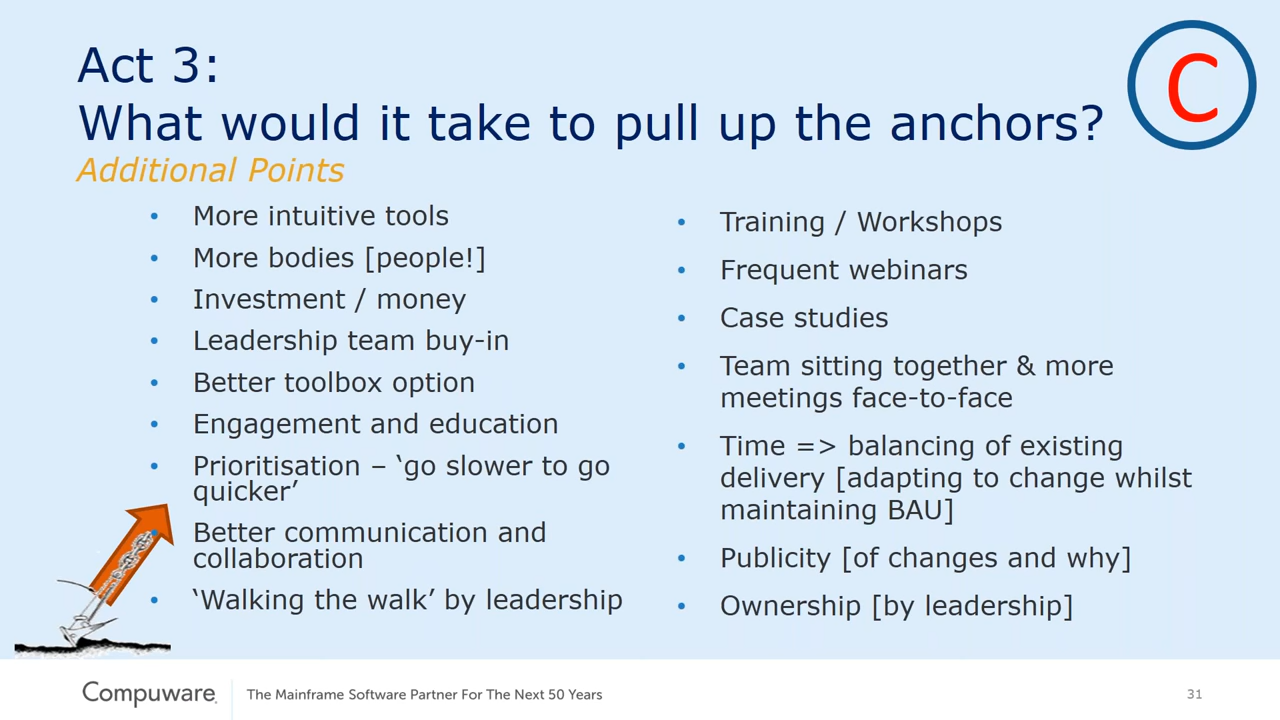 Act 3:
What would it take to pull up the anchors?
C
Additional Points
• More intuitive tools
• More bodies [people!]
• Investment / money
• Leadership team buy-in
• Better toolbox option
• Engagement and education
• Prioritisation – ‘go slower to go
quicker’
• Better communication and
collaboration
• ‘Walking the walk’ by leadership
• Training / Workshops
• Frequent webinars
• Case studies
• Team sitting together & more
meetings face-to-face
• Time => balancing of existing
delivery [adapting to change whilst
maintaining BAU]
• Publicity [of changes and why]
• Ownership [by leadership]
Compuware.
The Mainframe Software Partner For The Next 50 Years
31